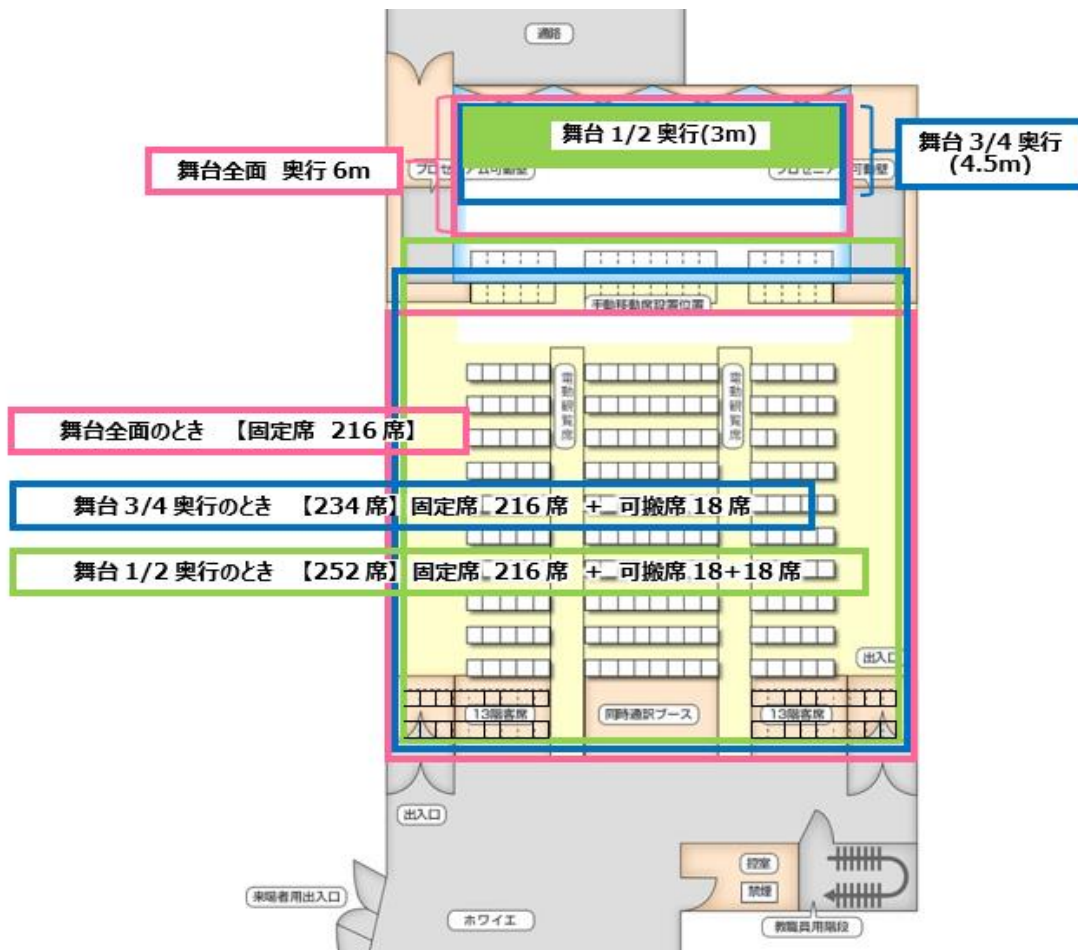 通路
舞台 1/2 奥行(3m)
舞台 3/4 奥行
(4.5m)
舞台全面 奥行 6m
プロセニアム可動壁
プロセニアム可動壁
手動移動席設置位置
電動観覧席
電動観覧席
舞台全面のとき 【固定席 216 席】
舞台 3/4 奥行のとき 【234 席】固定席 216 席 + 可搬席 18 席
舞台 1/2 奥行のとき 【252 席】固定席 216 席 + 可搬席 18+18 席
出入口
13階客席
同時通訳ブース
13階客席
出入口
控室
禁煙
来場者用出入口
ホワイエ
教職員用階段